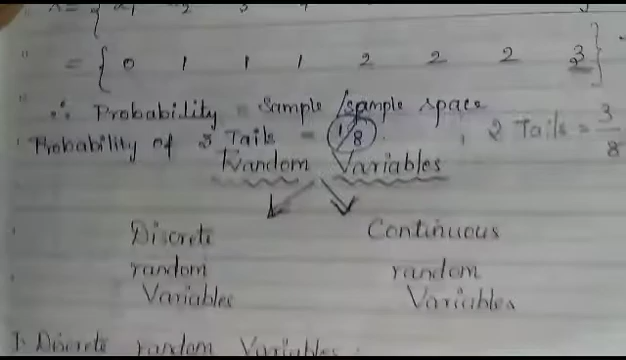 = { 0 1 1 1 2 2 2 3 }
∴ Probability = Sample / sample space
Probability of 3 Tails = 1/8 , 2 Tails = 3/8
Random Variables
Discrete random Variables
Continuous random Variables
1. Discrete random Variables :